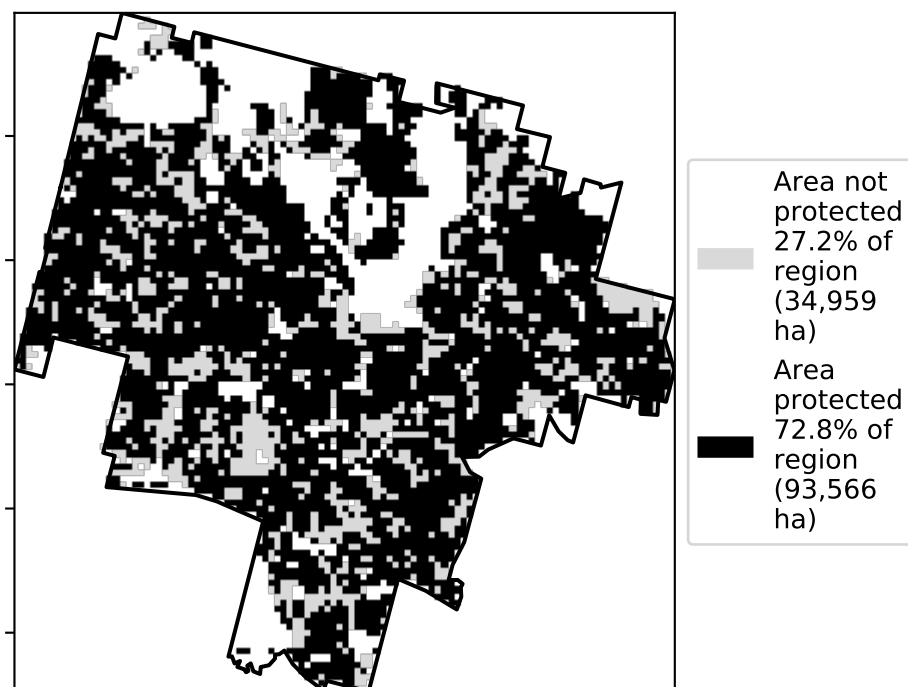 Area not
protected
27.2% of
region
(34,959
ha)
Area
protected
72.8% of
region
(93,566
ha)